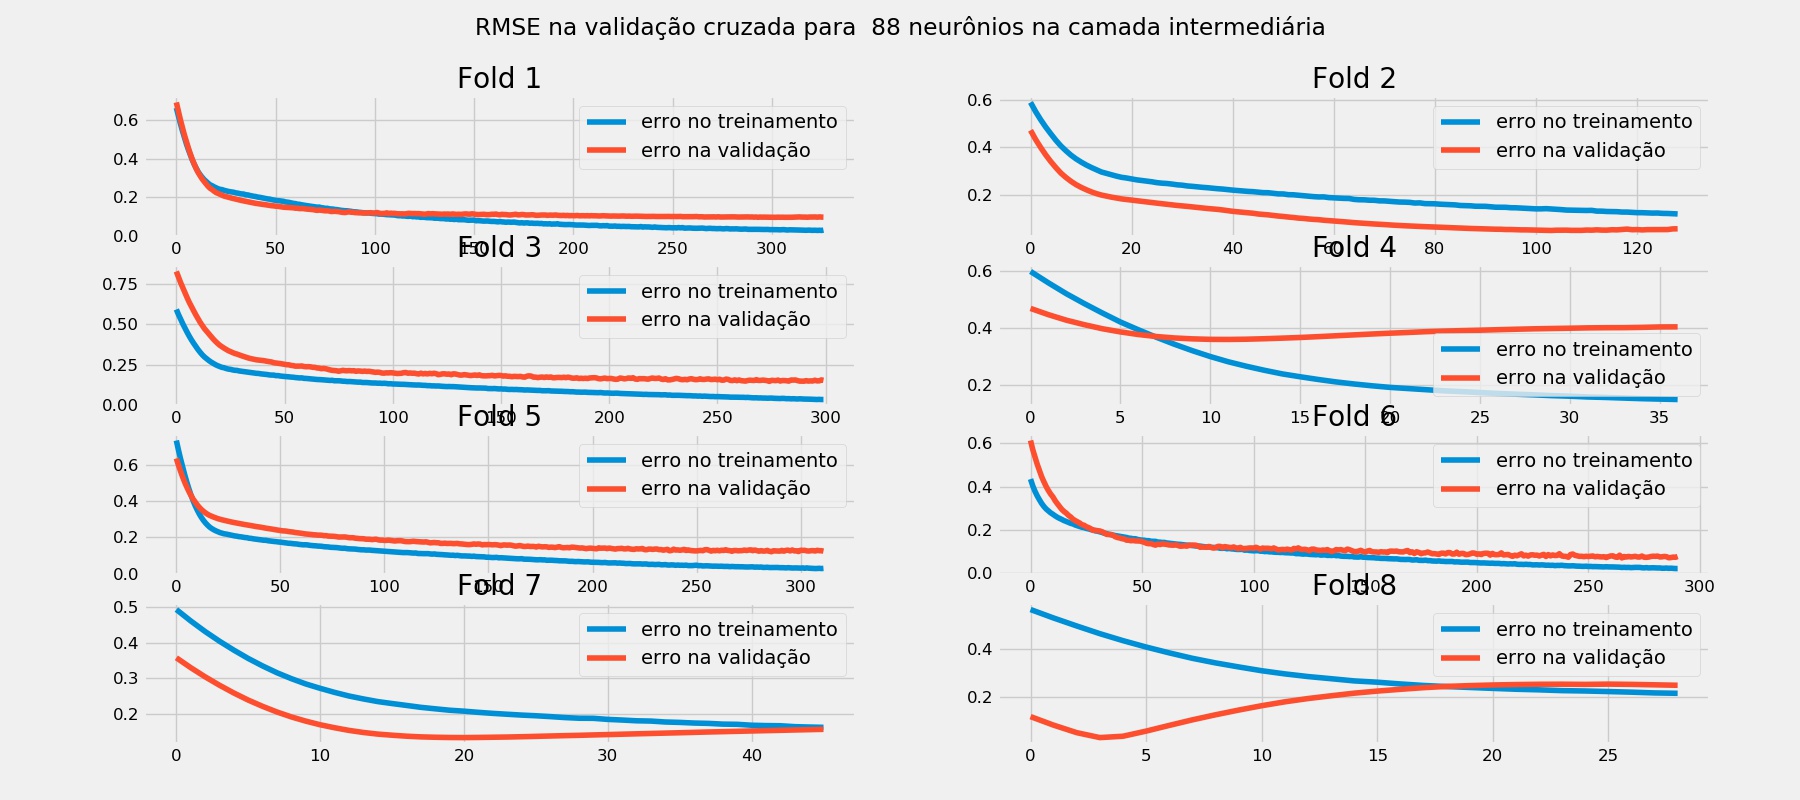 RMSE na validação cruzada para  88 neurônios na camada intermediária
Fold 1
erro no treinamento
erro na validação
0.6
0.4
0.2
0.0
0 50 100 150 200 250 300
Fold 2
erro no treinamento
erro na validação
0.6
0.4
0.2
0 20 40 60 80 100 120
Fold 3
erro no treinamento
erro na validação
0.75
0.50
0.25
0.00
0 50 100 150 200 250 300
Fold 4
0.6
0.4
0.2
erro no treinamento
erro na validação
0 5 10 15 20 25 30 35
Fold 5
erro no treinamento
erro na validação
0.6
0.4
0.2
0.0
0 50 100 150 200 250 300
Fold 6
erro no treinamento
erro na validação
0.6
0.4
0.2
0.0
0 50 100 150 200 250 300
Fold 7
erro no treinamento
erro na validação
0.5
0.4
0.3
0.2
0 10 20 30 40
Fold 8
erro no treinamento
erro na validação
0.4
0.2
0 5 10 15 20 25